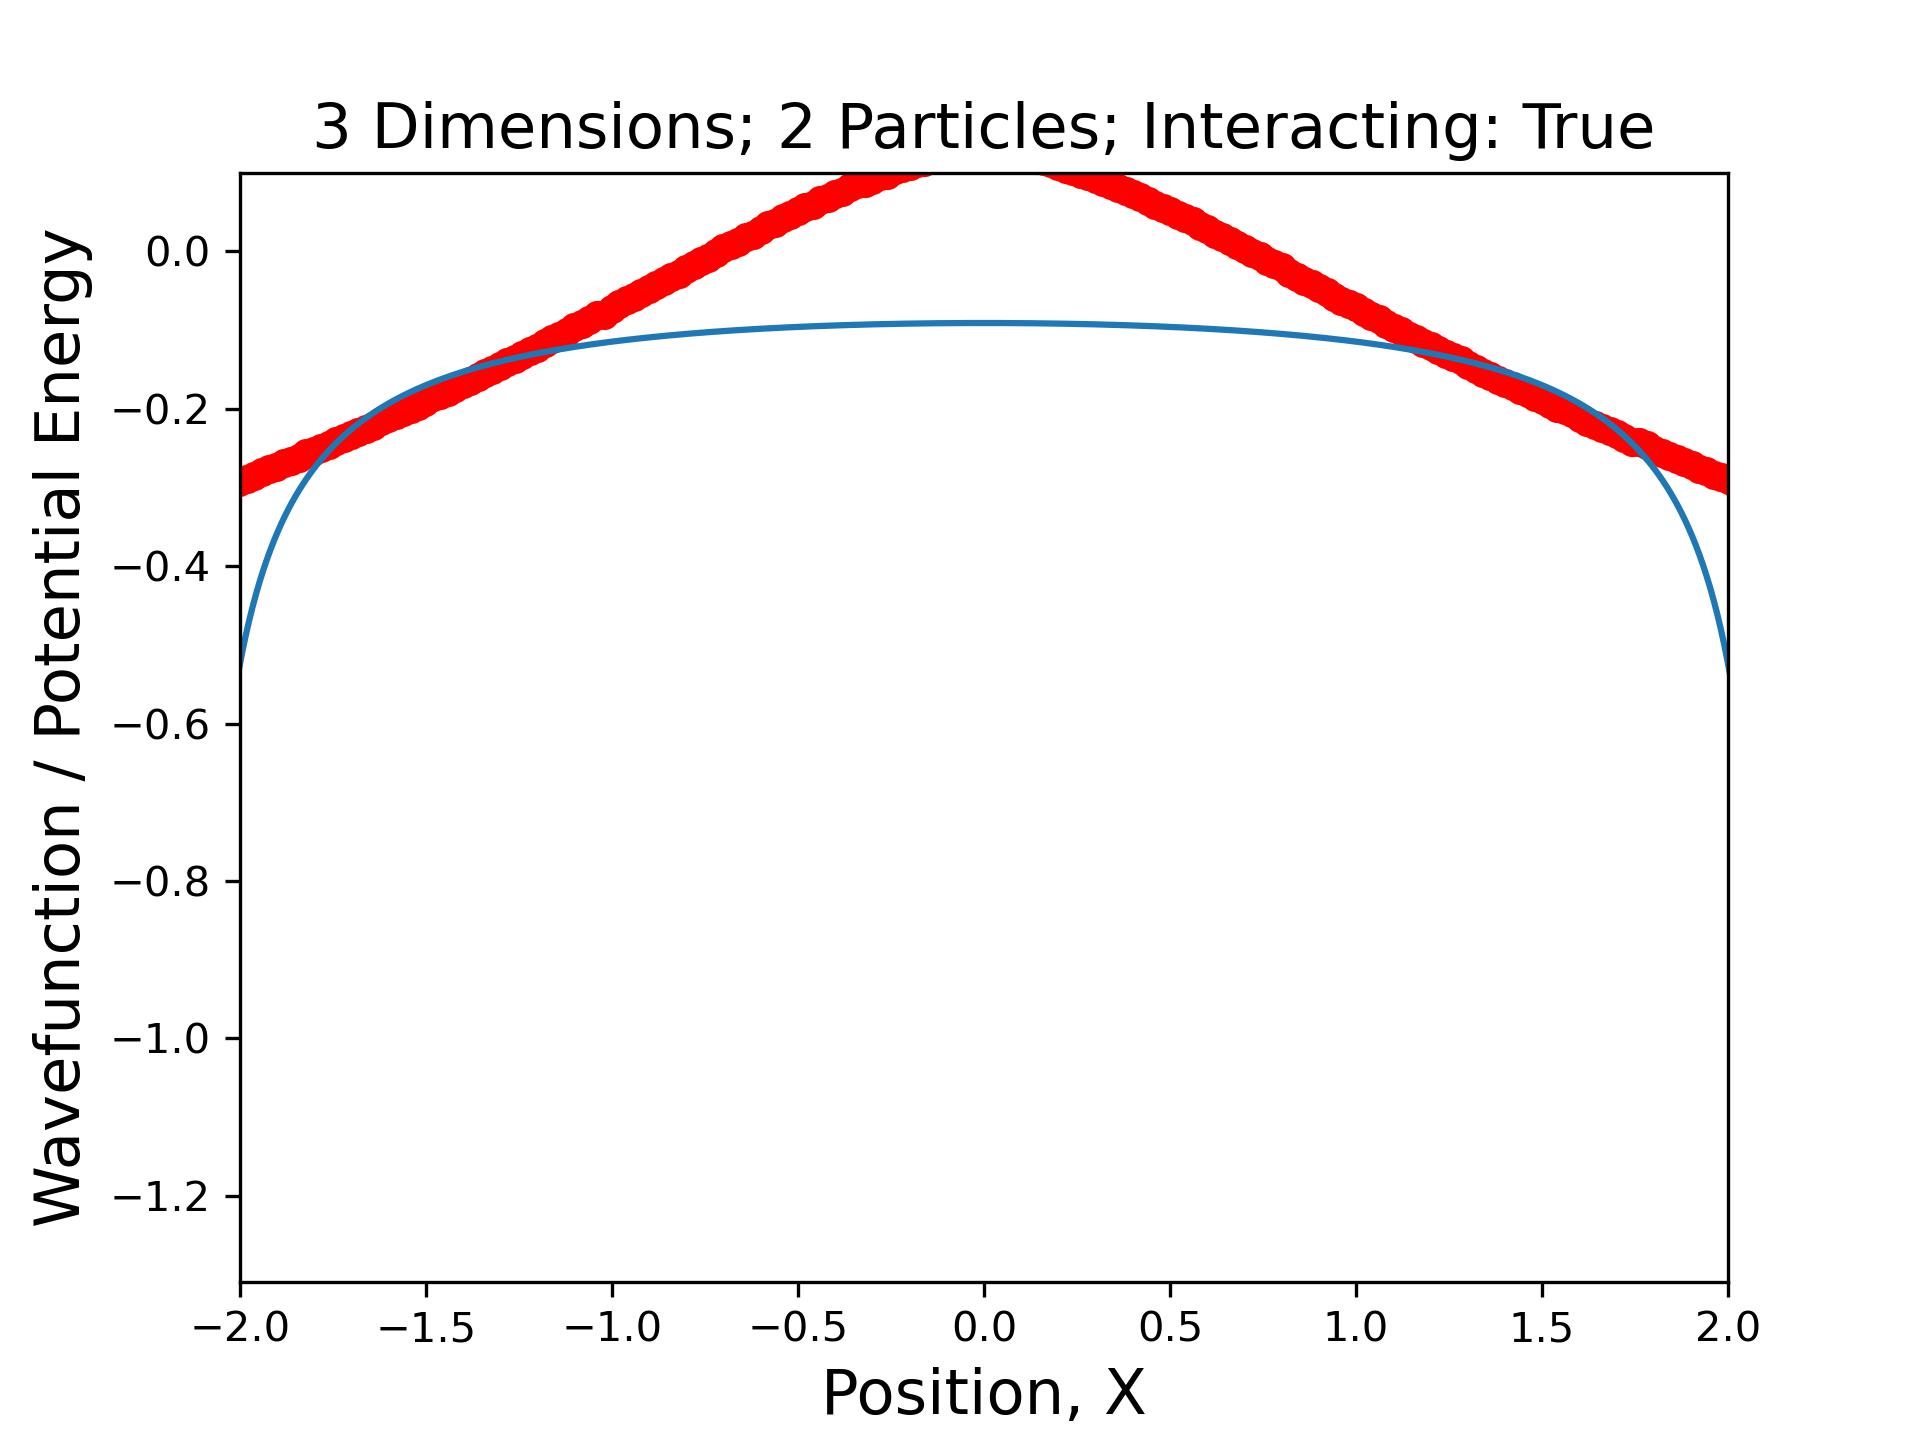 3 Dimensions; 2 Particles; Interacting: True
Wavefunction / Potential Energy
0.0
−0.2
−0.4
−0.6
−0.8
−1.0
−1.2
−2.0 −1.5 −1.0 −0.5 0.0 0.5 1.0 1.5 2.0
Position, X